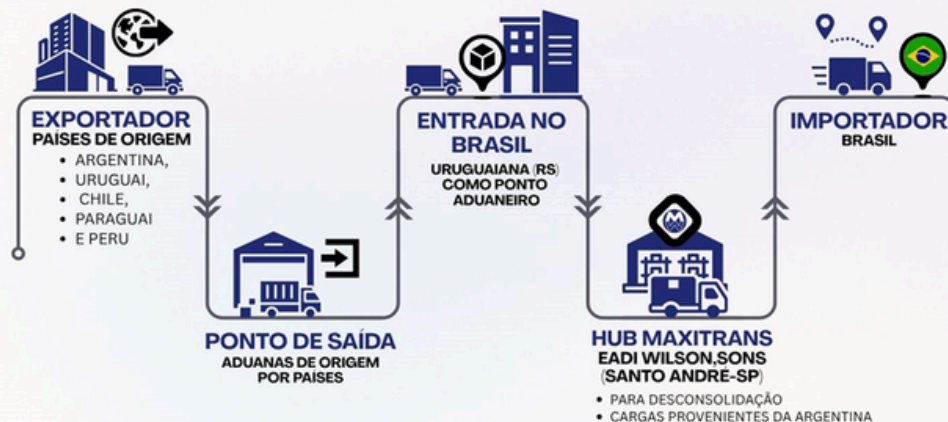 EXPORTADOR
PAÍSES DE ORIGEM
• ARGENTINA,
• URUGUAI,
• CHILE,
• PARAGUAI
• E PERU
PONTO DE SAÍDA
ADUANAS DE ORIGEM
POR PAÍSES
ENTRADA NO
BRASIL
URUGUAIANA (RS)
COMO PONTO
ADUANEIRO
HUB MAXITRANS
EADI WILSON,SONS
(SANTO ANDRÉ-SP)
• PARA DESCONSOLIDAÇÃO
• CARGAS PROVENIENTES DA ARGENTINA
IMPORTADOR
BRASIL